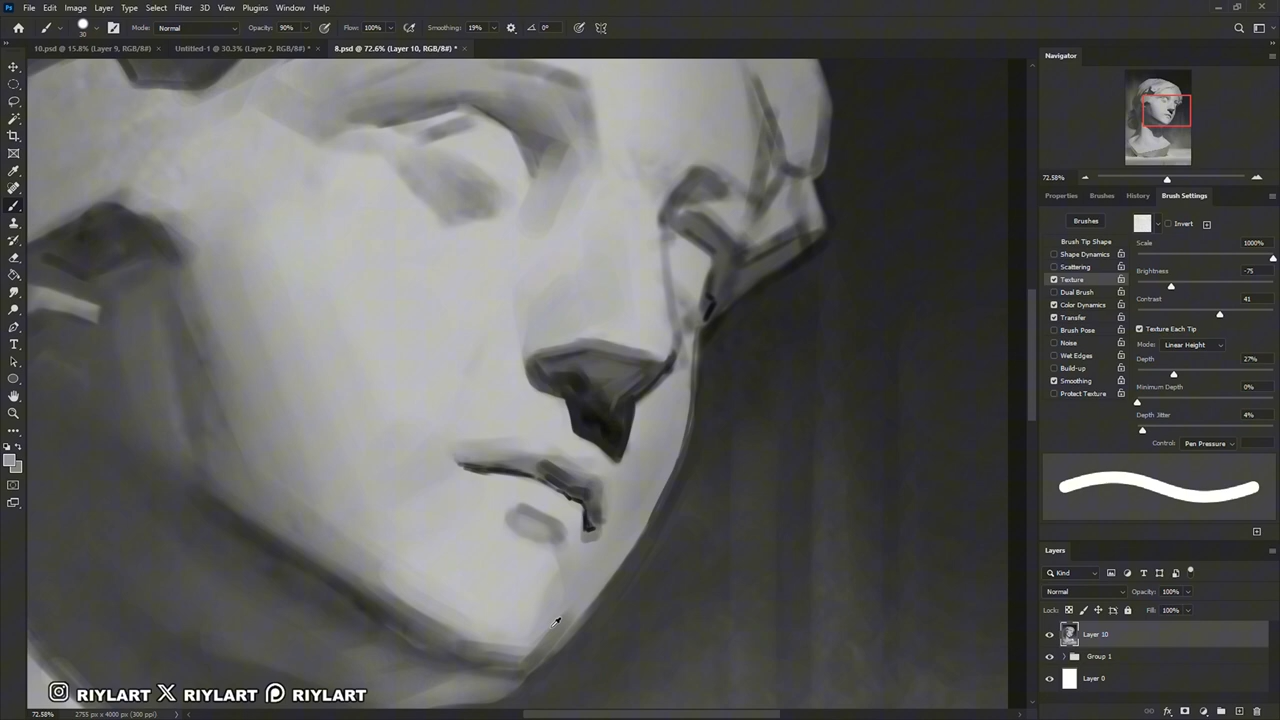 Ps File Edit Image Layer Type Select Filter 3D View Plugins Window Help
30 Mode: Normal Opacity: 90% Flow: 100% Smoothing: 19% 0°
10.psd @ 15.8% (Layer 9, RGB/8#) × Untitled-1 @ 30.3% (Layer 2, RGB/8#) * × 8.psd @ 72.6% (Layer 10, RGB/8#) * ×
Navigator
72.58%
Properties Brushes History Brush Settings
Brushes Invert
Brush Tip Shape Scale 1000%
Shape Dynamics
Scattering Brightness -75
Texture
Dual Brush Contrast 41
Color Dynamics
Transfer
Brush Pose Texture Each Tip
Noise Mode: Linear Height
Wet Edges Depth 27%
Build-up
Smoothing Minimum Depth 0%
Protect Texture
Depth Jitter 4%
Control: Pen Pressure
Layers
Kind
Normal Opacity: 100%
Lock: Fill: 100%
Layer 10
Group 1
Layer 0
RIYLART X RIYLART RIYLART
72.58% 2755 px x 4000 px (300 ppi)
fx